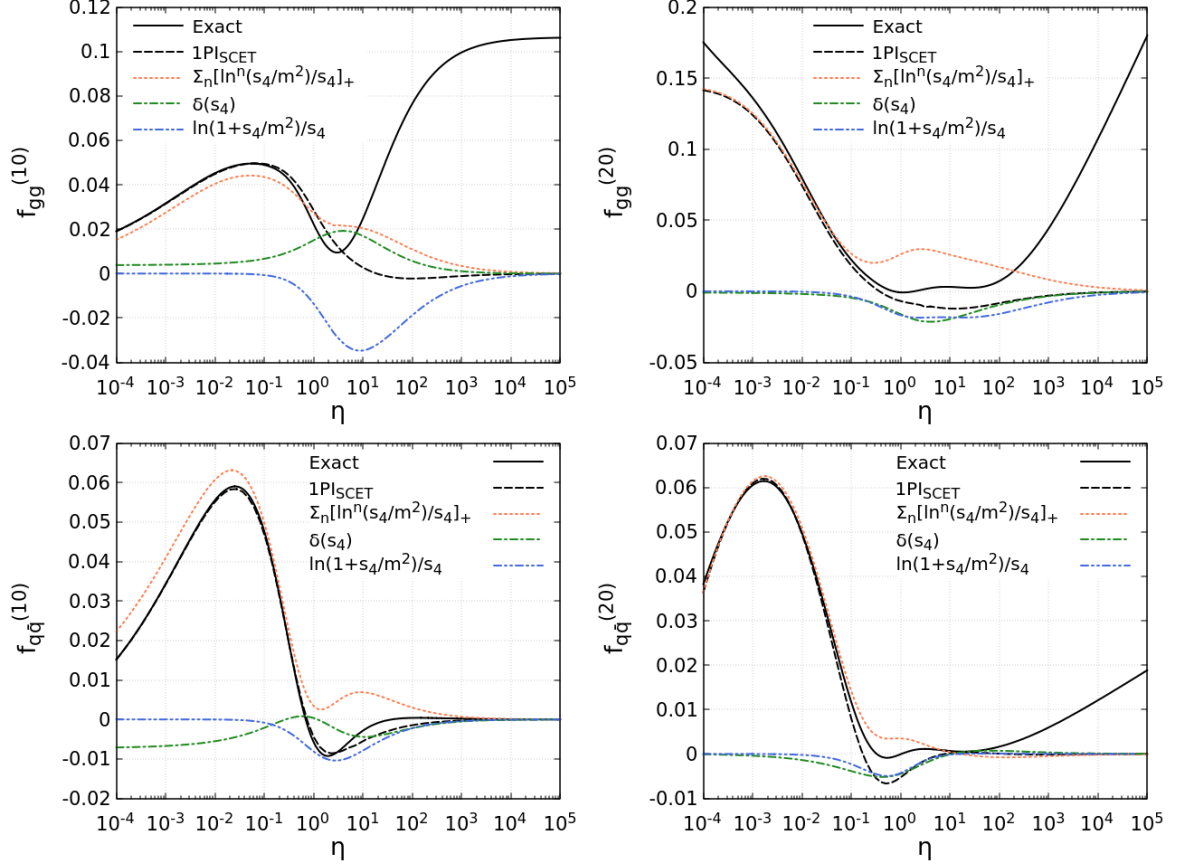 f_gg^(10)
0.12
0.1
0.08
0.06
0.04
0.02
0
-0.02
-0.04
Exact
1PI_SCET
Σ_n[ln^n(s_4/m^2)/s_4]_+
δ(s_4)
ln(1+s_4/m^2)/s_4
10^-4 10^-3 10^-2 10^-1 10^0 10^1 10^2 10^3 10^4 10^5
η
f_gg^(20)
0.2
0.15
0.1
0.05
0
-0.05
Exact
1PI_SCET
Σ_n[ln^n(s_4/m^2)/s_4]_+
δ(s_4)
ln(1+s_4/m^2)/s_4
10^-4 10^-3 10^-2 10^-1 10^0 10^1 10^2 10^3 10^4 10^5
η
f_qq̄^(10)
0.07
0.06
0.05
0.04
0.03
0.02
0.01
0
-0.01
-0.02
Exact
1PI_SCET
Σ_n[ln^n(s_4/m^2)/s_4]_+
δ(s_4)
ln(1+s_4/m^2)/s_4
10^-4 10^-3 10^-2 10^-1 10^0 10^1 10^2 10^3 10^4 10^5
η
f_qq̄^(20)
0.07
0.06
0.05
0.04
0.03
0.02
0.01
0
-0.01
Exact
1PI_SCET
Σ_n[ln^n(s_4/m^2)/s_4]_+
δ(s_4)
ln(1+s_4/m^2)/s_4
10^-4 10^-3 10^-2 10^-1 10^0 10^1 10^2 10^3 10^4 10^5
η